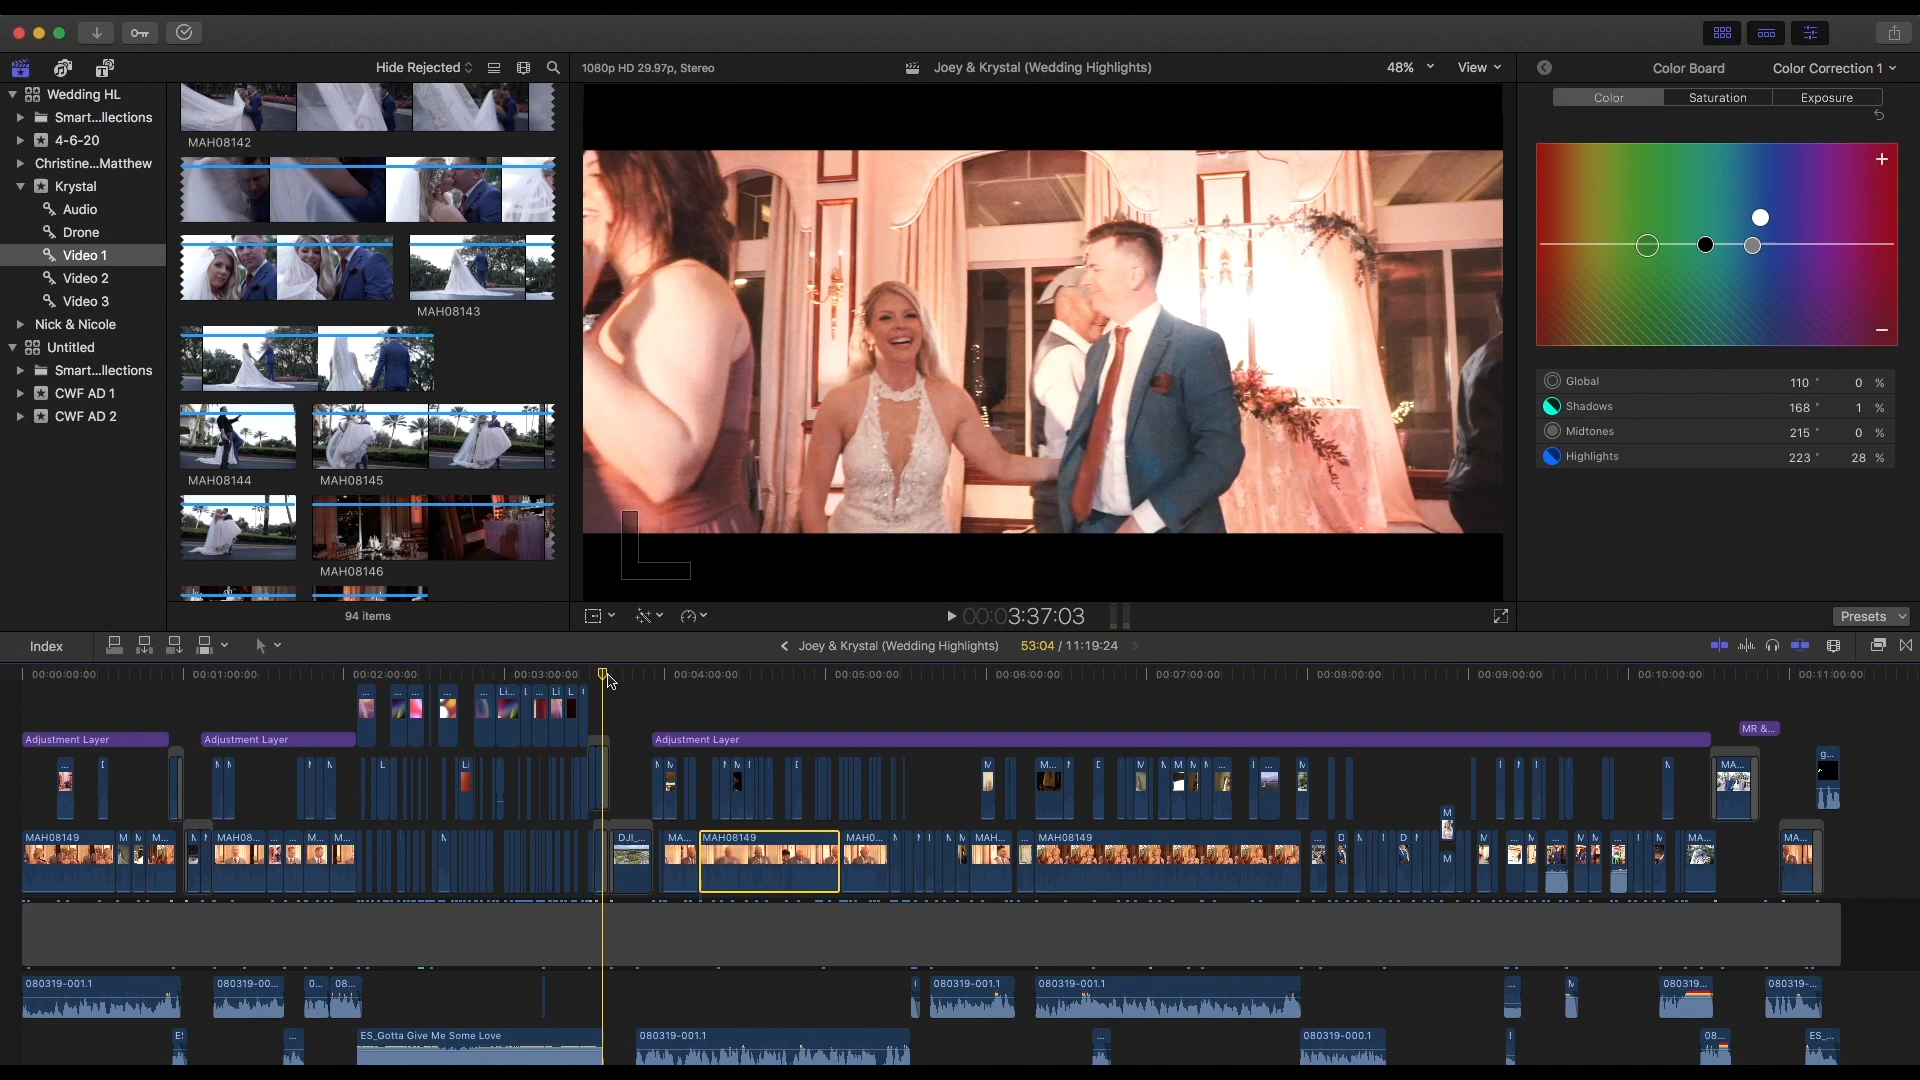 Hide Rejected
1080p HD 29.97p, Stereo
Joey & Krystal (Wedding Highlights)
48%
View
Color Board
Color Correction 1
Wedding HL
Smart...llections
4-6-20
Christine...Matthew
Krystal
Audio
Drone
Video 1
Video 2
Video 3
Nick & Nicole
Untitled
Smart...llections
CWF AD 1
CWF AD 2
MAH08142
MAH08143
MAH08144
MAH08145
MAH08146
94 items
Color
Saturation
Exposure
Global
110 °
0 %
Shadows
168 °
1 %
Midtones
215 °
0 %
Highlights
223 °
28 %
00:03:37:03
Presets
Index
Joey & Krystal (Wedding Highlights)
53:04 / 11:19:24
00:00:00:00
00:01:00:00
00:02:00:00
00:03:00:00
00:04:00:00
00:05:00:00
00:06:00:00
00:07:00:00
00:08:00:00
00:09:00:00
00:10:00:00
00:11:00:00
Li...
Li
L
MR &...
Adjustment Layer
Adjustment Layer
Adjustment Layer
L
Li
M
M
M...
M
M
M
MA...
g...
MAH08149
M
M
M...
M
MAH08...
M...
M...
DJI_...
MA...
MAH08149
MAH0...
MAH...
MAH08149
D
D
M
M
MA...
MA...
080319-001.1
080319-00...
0...
08...
080319-001.1
080319-001.1
080319...
080319-...
ES_Gotta Give Me Some Love
080319-001.1
080319-000.1
08...
ES_...